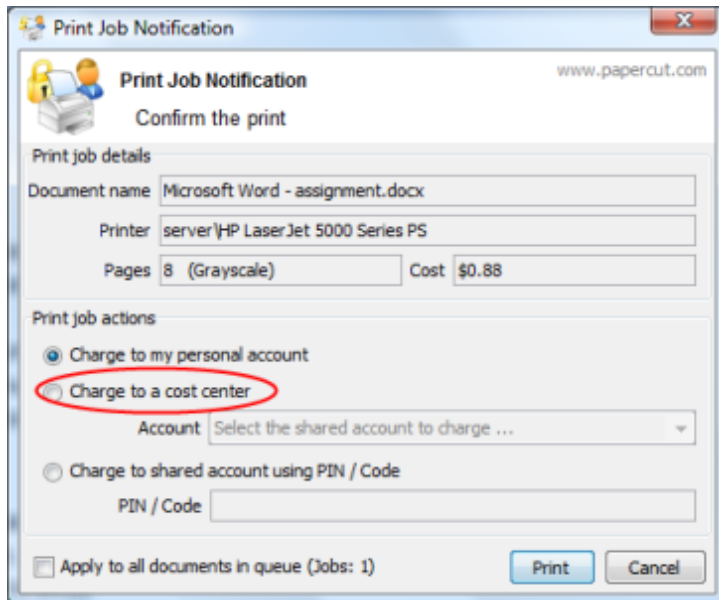 Print Job Notification
Print Job Notification
www.papercut.com
Confirm the print
Print job details
Document name Microsoft Word - assignment.docx
Printer server\HP LaserJet 5000 Series PS
Pages 8 (Grayscale) Cost $0.88
Print job actions
Charge to my personal account
Charge to a cost center
Account Select the shared account to charge ...
Charge to shared account using PIN / Code
PIN / Code
Apply to all documents in queue (Jobs: 1) Print Cancel